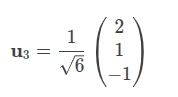 u₃ = 1/√6 (2
1
−1)